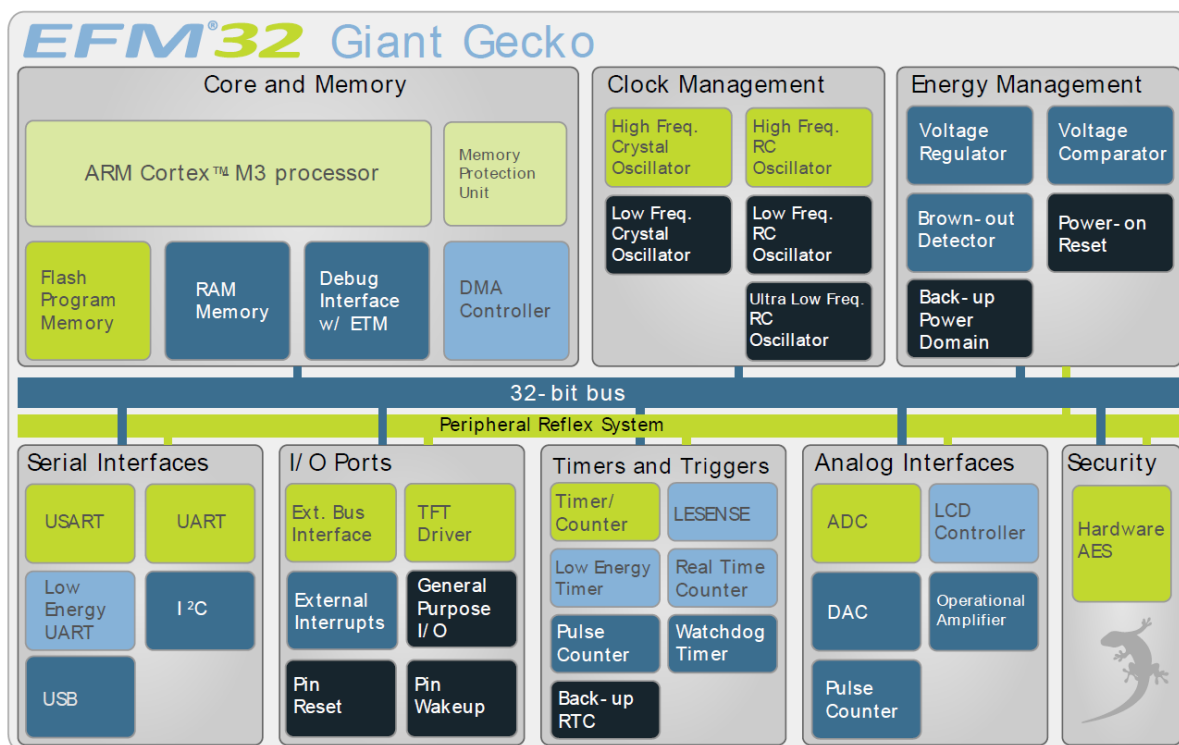 EFM®32 Giant Gecko
Core and Memory
ARM Cortex™ M3 processor
Memory
Protection
Unit
Flash
Program
Memory
RAM
Memory
Debug
Interface
w/ ETM
DMA
Controller
Clock Management
High Freq.
Crystal
Oscillator
High Freq.
RC
Oscillator
Low Freq.
Crystal
Oscillator
Low Freq.
RC
Oscillator
Ultra Low Freq.
RC
Oscillator
Energy Management
Voltage
Regulator
Voltage
Comparator
Brown-out
Detector
Power-on
Reset
Back-up
Power
Domain
32-bit bus
Peripheral Reflex System
Serial Interfaces
USART
UART
Low
Energy
UART
I²C
USB
I/O Ports
Ext. Bus
Interface
TFT
Driver
External
Interrupts
General
Purpose
I/O
Pin
Reset
Pin
Wakeup
Timers and Triggers
Timer/
Counter
LESENSE
Low Energy
Timer
Real Time
Counter
Pulse
Counter
Watchdog
Timer
Back-up
RTC
Analog Interfaces
ADC
LCD
Controller
DAC
Operational
Amplifier
Pulse
Counter
Security
Hardware
AES